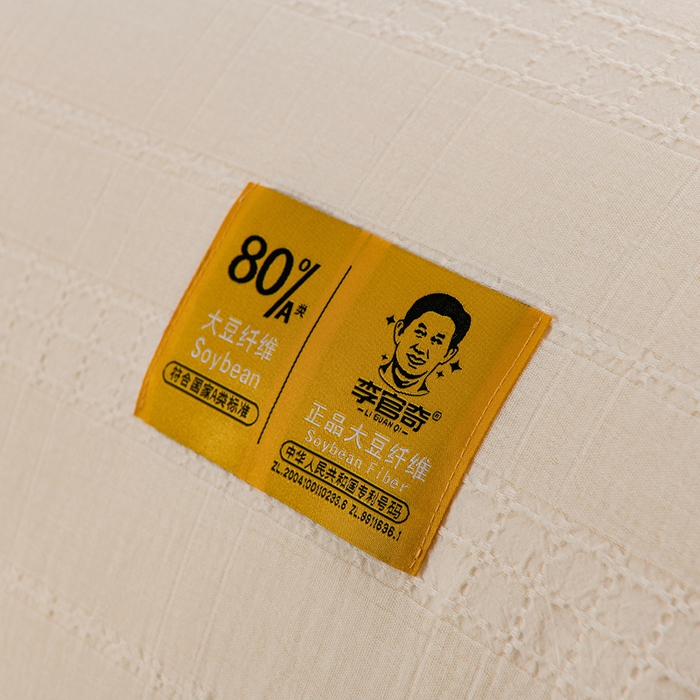 80%
A类
大豆纤维
Soybean
符合国家A类标准
李官奇®
LI GUAN QI
正品大豆纤维
Soybean Fiber
中华人民共和国专利号码
ZL.2004100110233.6 ZL.9911636.1